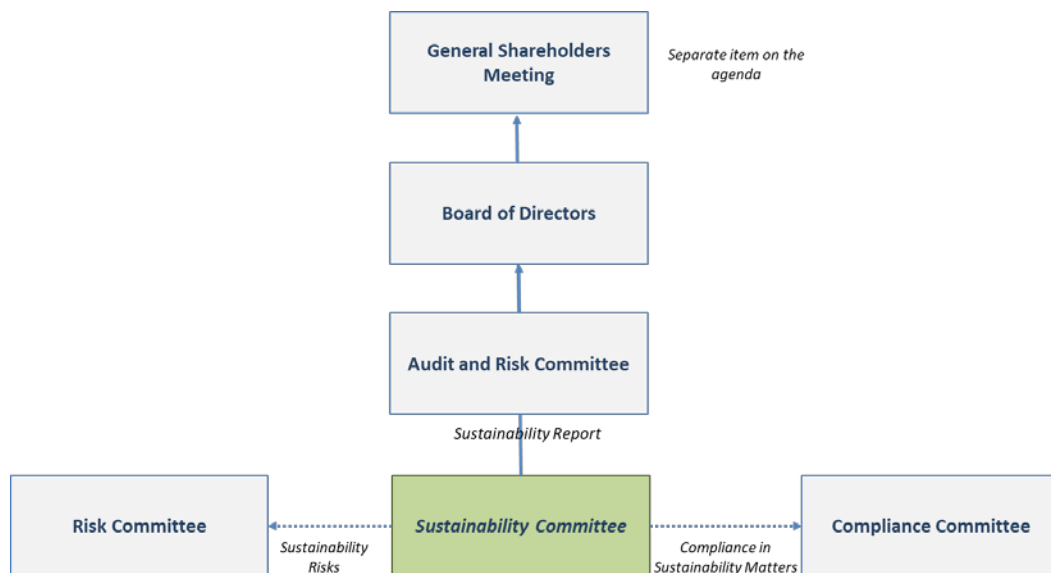 General Shareholders
Meeting
Separate item on the
agenda
Board of Directors
Audit and Risk Committee
Sustainability Report
Risk Committee
Sustainability Committee
Compliance Committee
Sustainability
Risks
Compliance in
Sustainability Matters